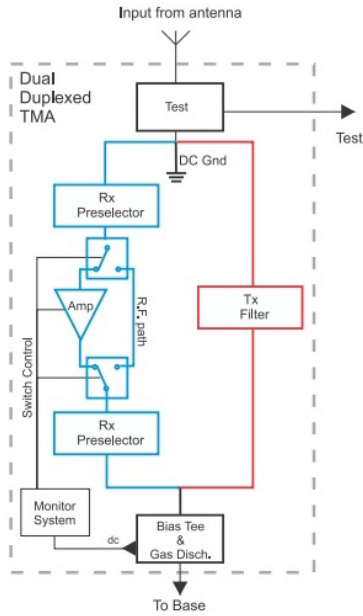 Input from antenna
Dual
Duplexed
TMA
Test
Test
DC Gnd
Rx
Preselector
Amp
R.F. path
Tx
Filter
Switch Control
Rx
Preselector
Monitor
System
dc
Bias Tee
&
Gas Disch.
To Base